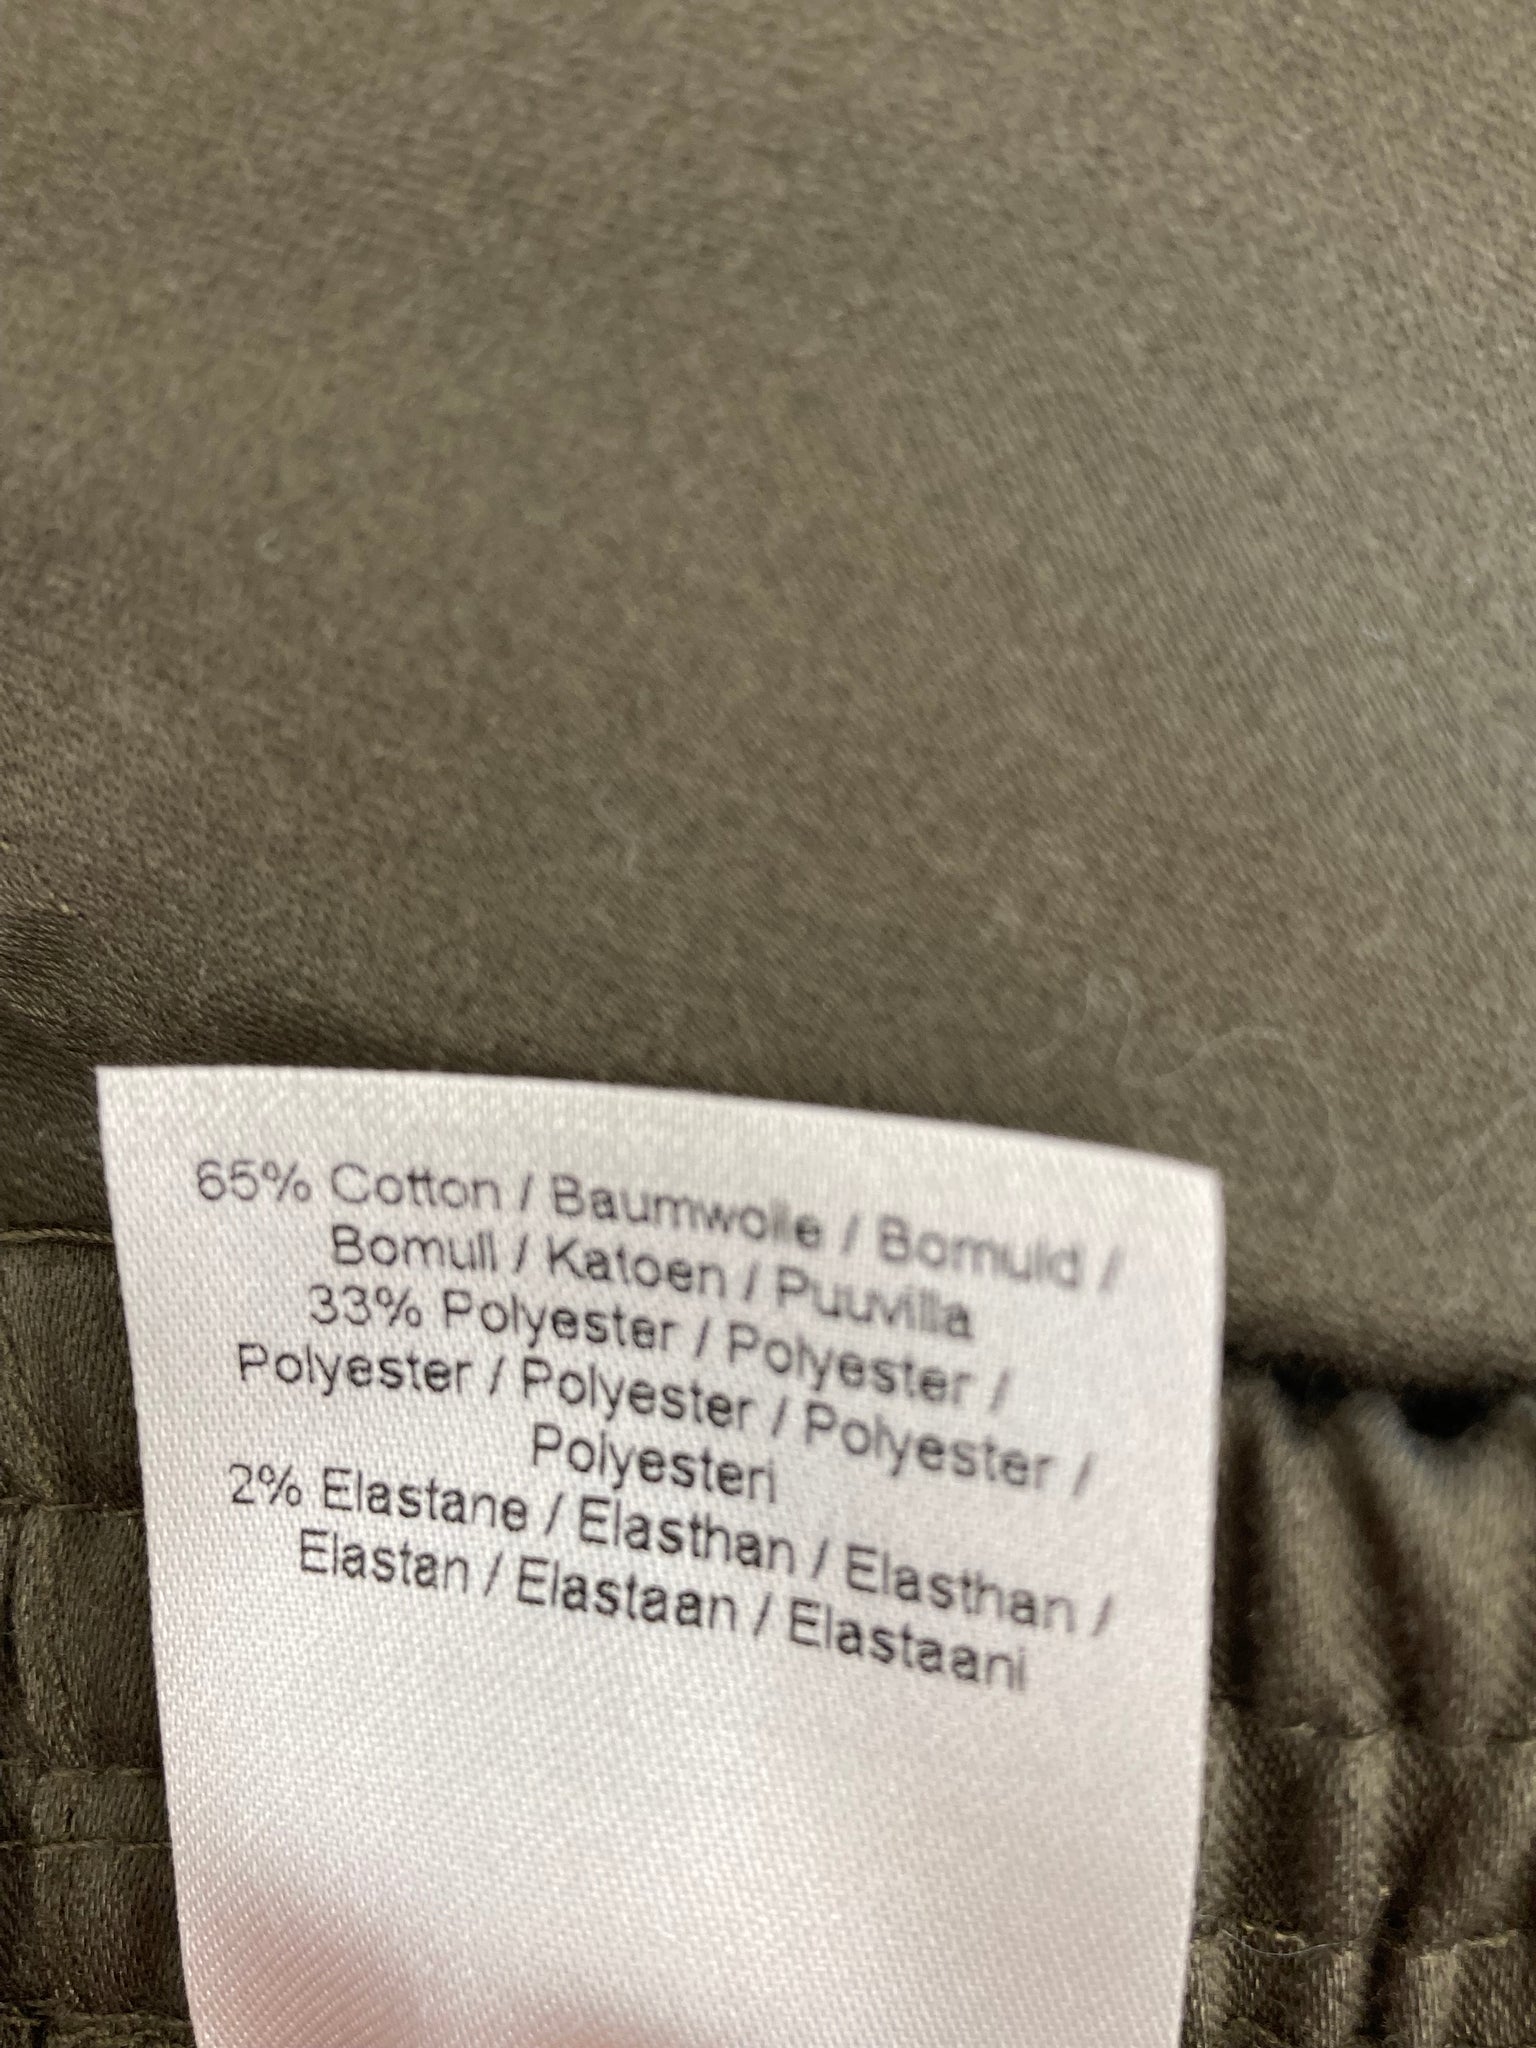 65% Cotton / Baumwolle / Bomuld /
Bomull / Katoen / Puuvilla
33% Polyester / Polyester /
Polyester / Polyester / Polyester /
Polyesteri
2% Elastane / Elasthan / Elasthan /
Elastan / Elastaan / Elastaani